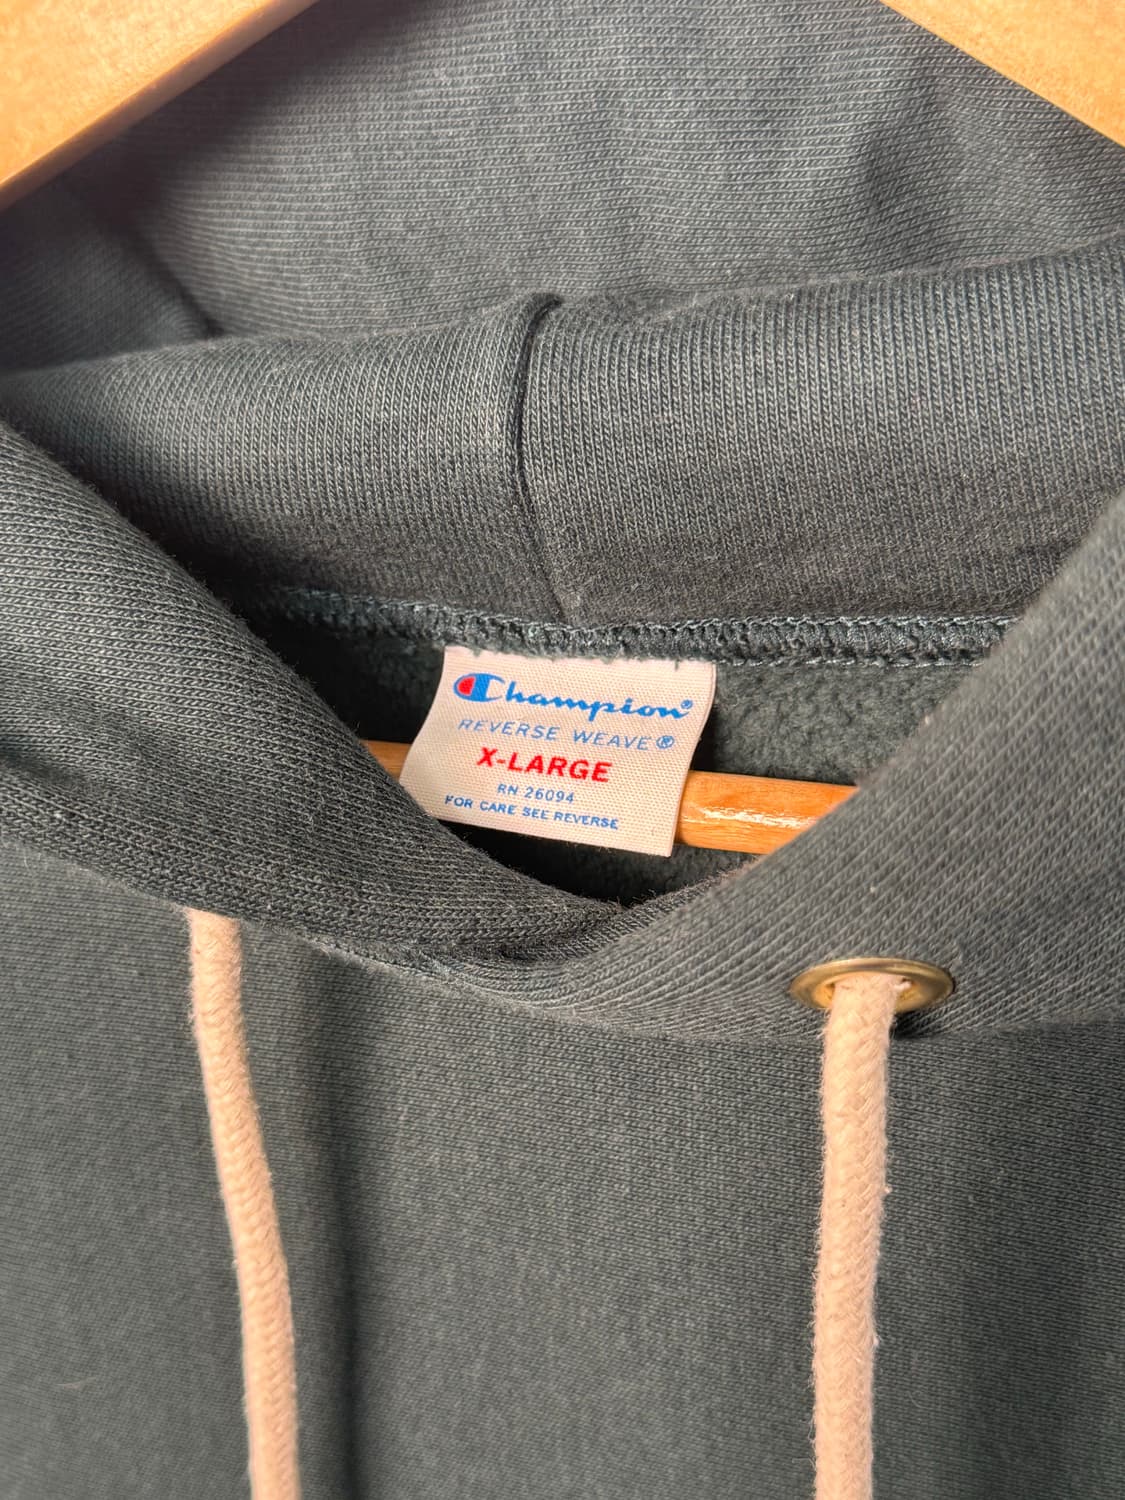 Champion®
REVERSE WEAVE®
X-LARGE
RN 26094
FOR CARE SEE REVERSE